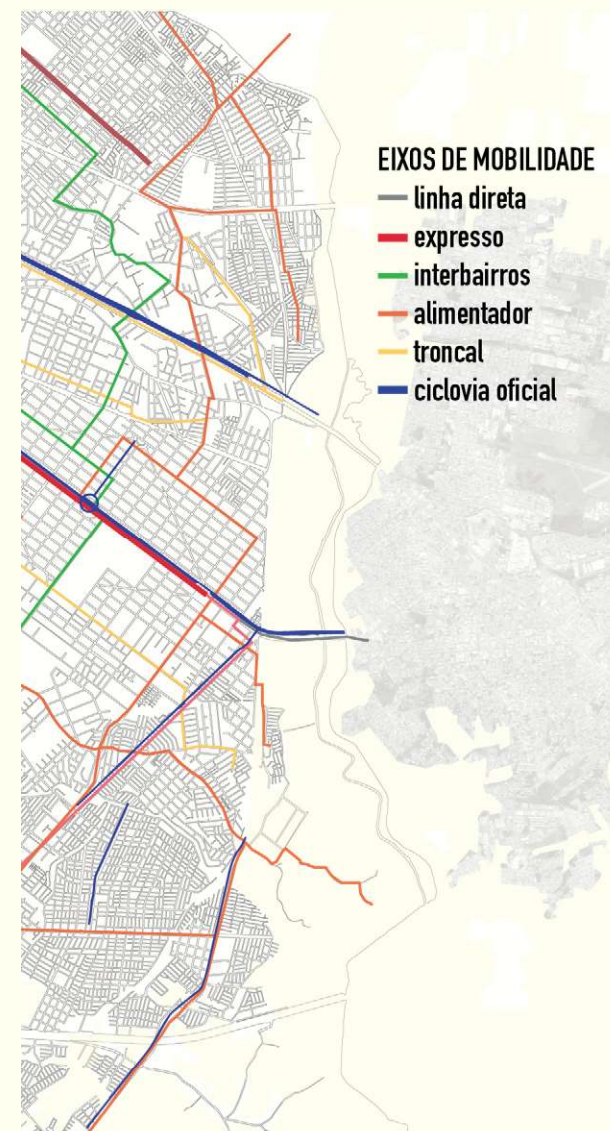 EIXOS DE MOBILIDADE
linha direta
expresso
interbairros
alimentador
troncal
ciclovia oficial